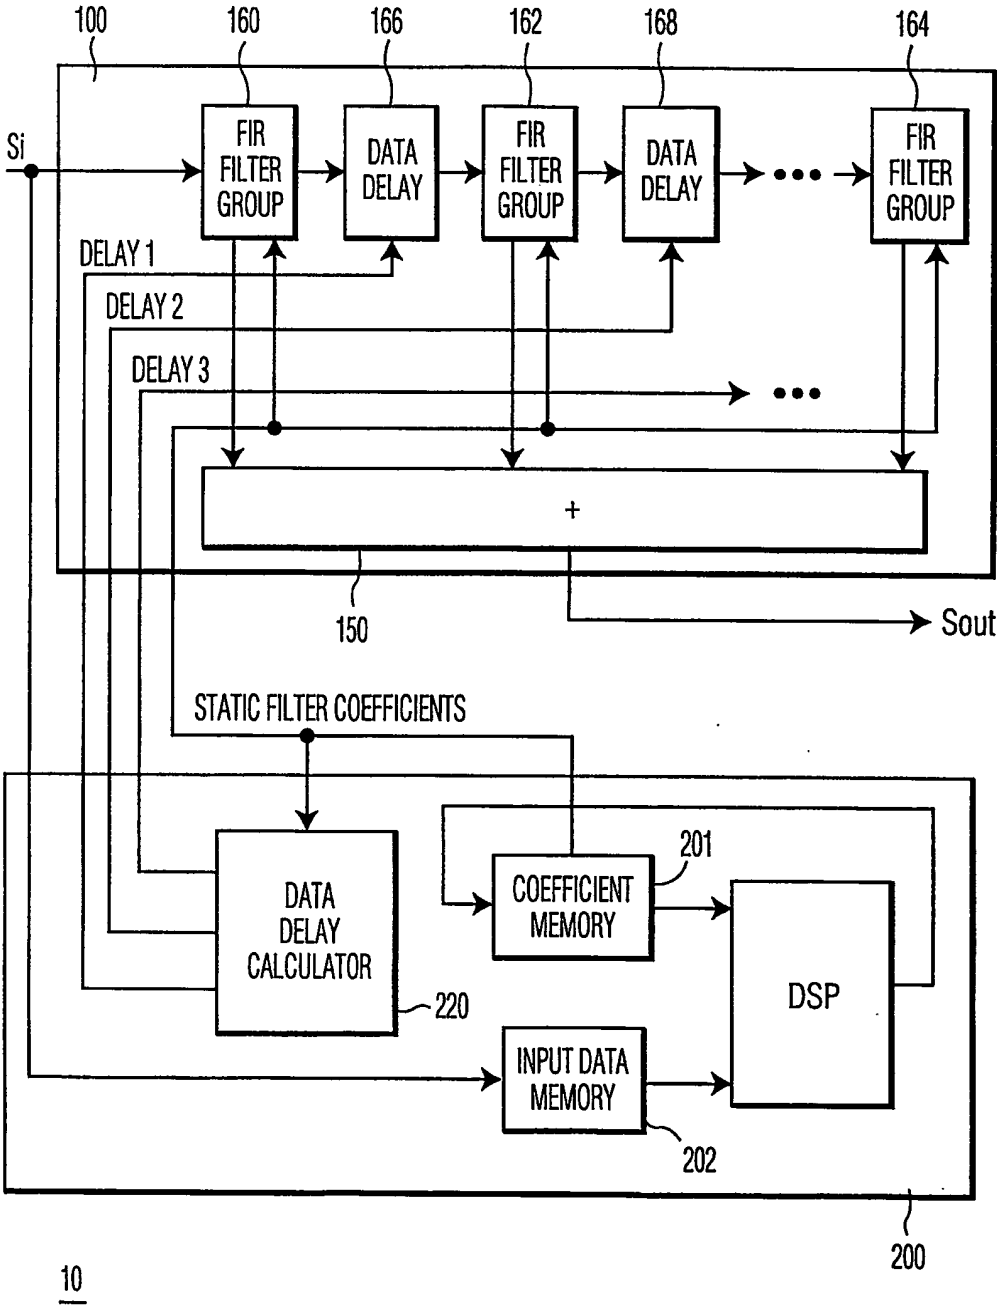 100
160
166
162
168
164
Si
FIR
FILTER
GROUP
DATA
DELAY
FIR
FILTER
GROUP
DATA
DELAY
FIR
FILTER
GROUP
DELAY 1
DELAY 2
DELAY 3
+
150
Sout
STATIC FILTER COEFFICIENTS
201
DATA
DELAY
CALCULATOR
COEFFICIENT
MEMORY
DSP
220
INPUT DATA
MEMORY
202
200
10